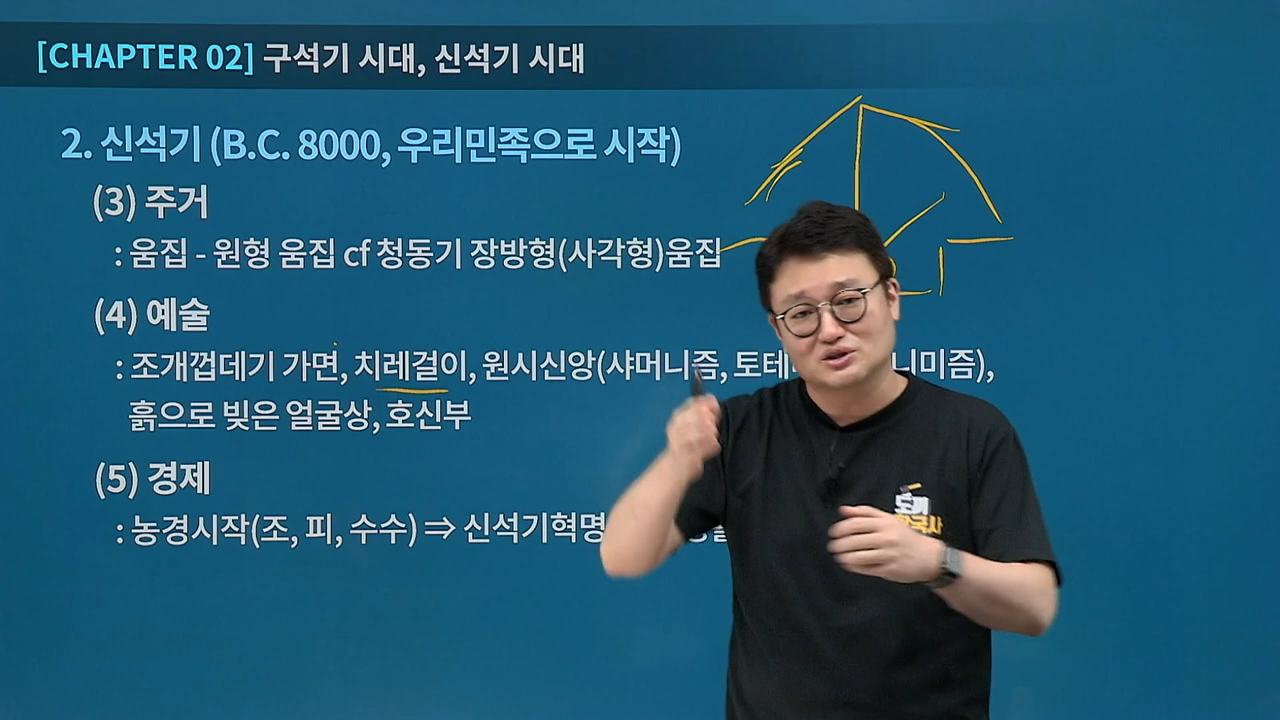 [CHAPTER 02] 구석기 시대, 신석기 시대
2. 신석기 (B.C. 8000, 우리민족으로 시작)
(3) 주거
: 움집 - 원형 움집 cf 청동기 장방형(사각형)움집
(4) 예술
: 조개껍데기 가면, 치레걸이, 원시신앙(샤머니즘, 토테 니미즘),
흙으로 빚은 얼굴상, 호신부
(5) 경제
: 농경시작(조, 피, 수수) ⇒ 신석기혁명